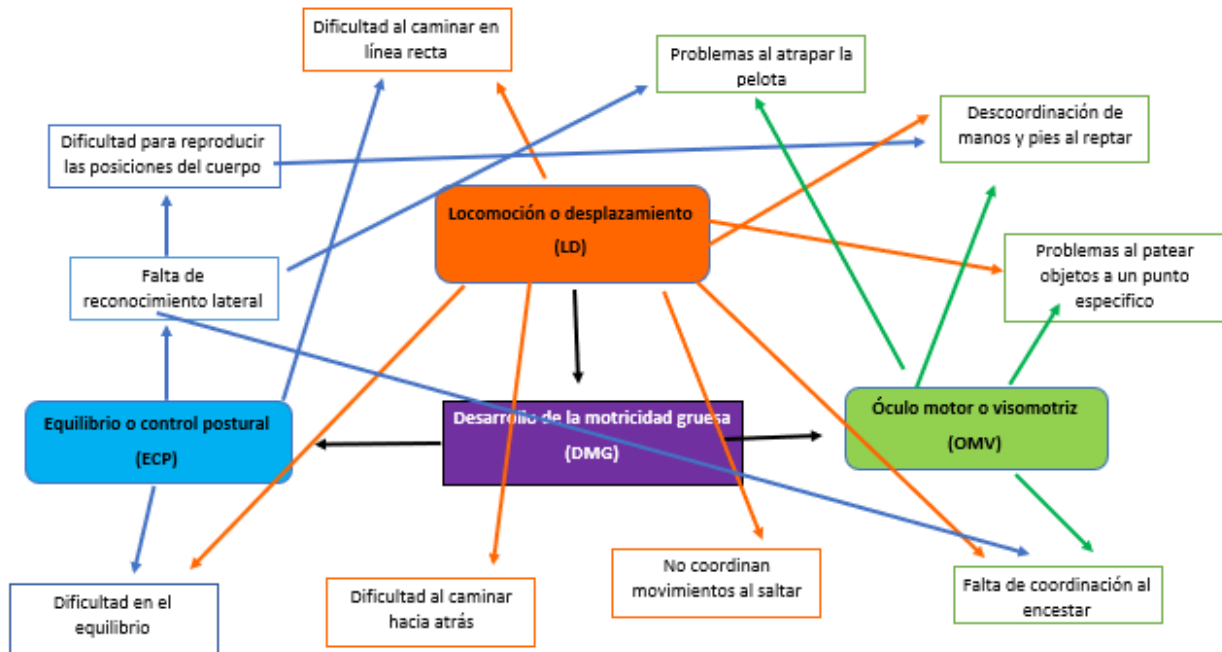 Dificultad al caminar en
línea recta
Problemas al atrapar la
pelota
Descoordinación de
manos y pies al reptar
Dificultad para reproducir
las posiciones del cuerpo
Locomoción o desplazamiento
(LD)
Falta de
reconocimiento lateral
Problemas al patear
objetos a un punto
especifico
Equilibrio o control postural
(ECP)
Desarrollo de la motricidad gruesa
(DMG)
Óculo motor o visomotriz
(OMV)
Dificultad en el
equilibrio
Dificultad al caminar
hacia atrás
No coordinan
movimientos al saltar
Falta de coordinación al
encestar